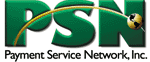 PSN
Payment Service Network, Inc.